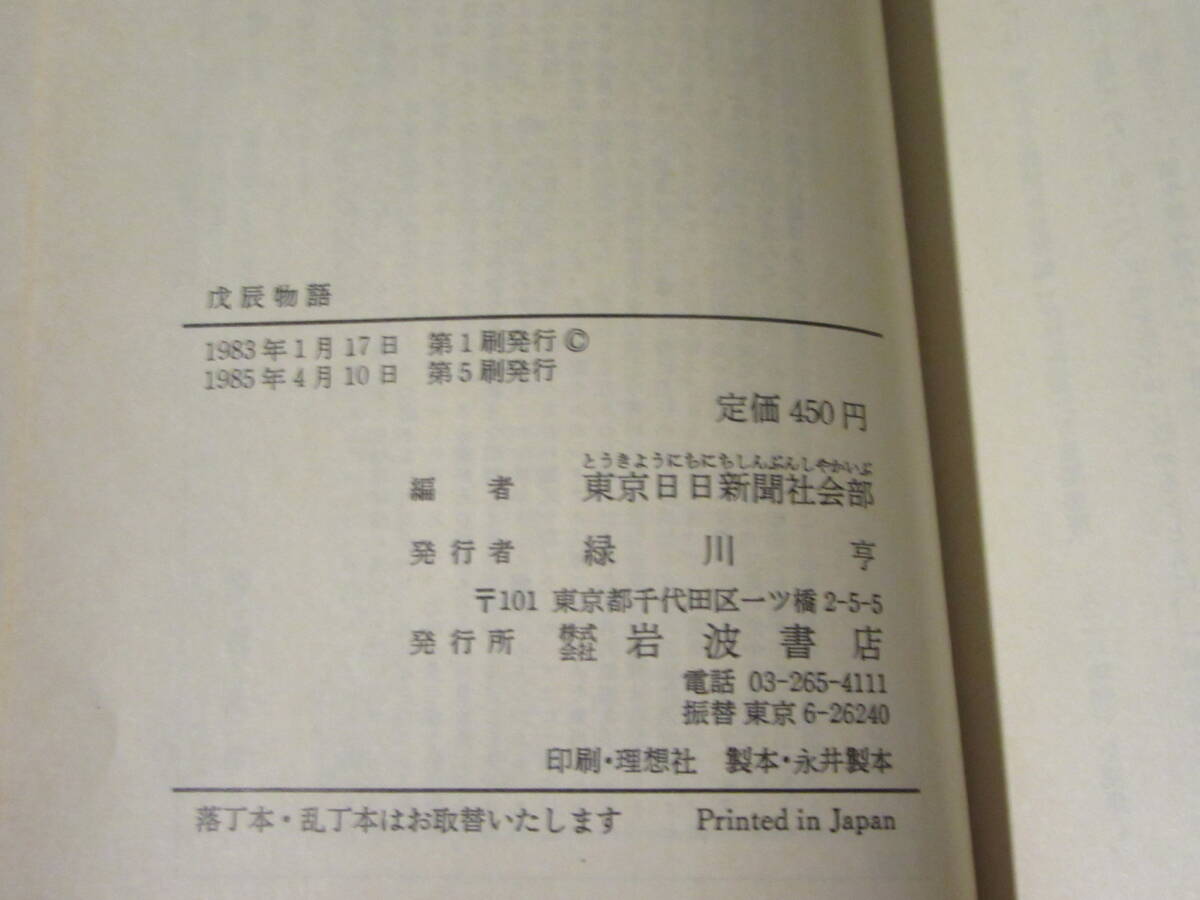 戊辰物語
1983年1月17日 第1刷発行©
1985年4月10日 第5刷発行
定価 450円
とうきようにちにちしんぶんしやかいぶ
編者 東京日日新聞社会部
発行者 緑川亨
〒101 東京都千代田区一ツ橋2-5-5
発行所 株式会社 岩波書店
電話 03-265-4111
振替 東京6-26240
印刷・理想社 製本・永井製本
落丁本・乱丁本はお取替いたします Printed in Japan